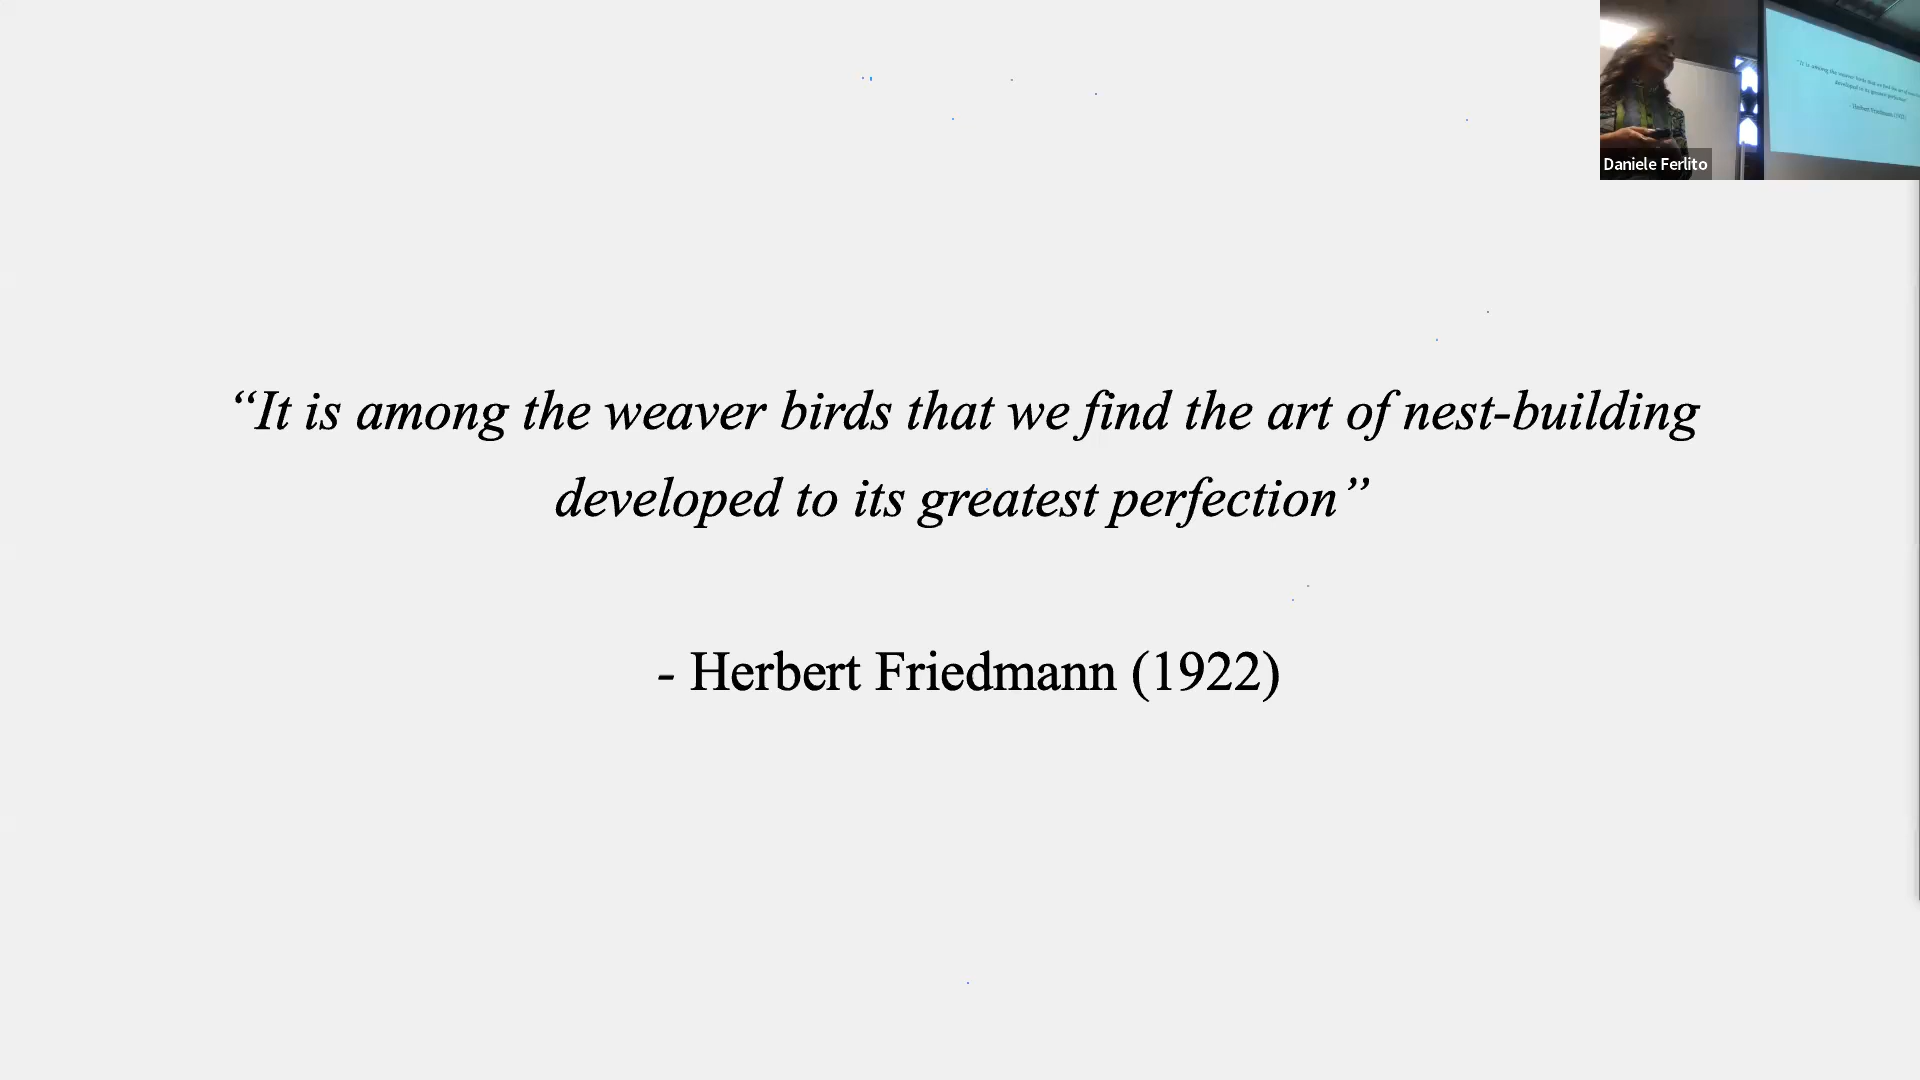 “It is among the weaver birds that we find the art of nest-building
developed to its greatest perfection”
- Herbert Friedmann (1922)
Daniele Ferlito